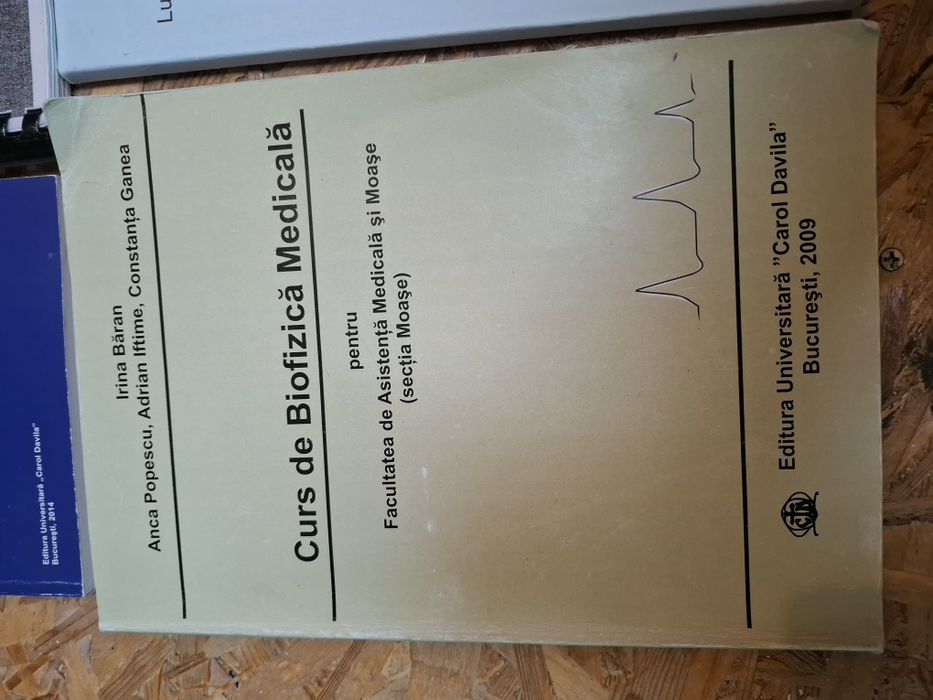 Irina Băran
Anca Popescu, Adrian Iftime, Constanța Ganea
Curs de Biofizică Medicală
pentru
Facultatea de Asistență Medicală și Moașe
(secția Moașe)
Editura Universitară ”Carol Davila”
București, 2009
Editura Universitară „Carol Davila”
București, 2014
Lu